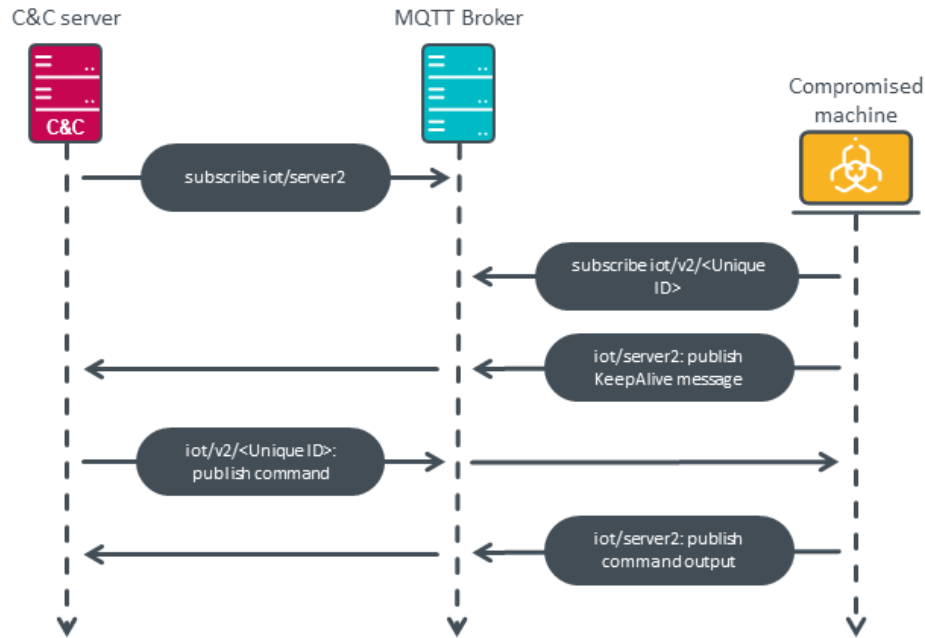 C&C server
MQTT Broker
Compromised
machine
C&C
subscribe iot/server2
subscribe iot/v2/<Unique
ID>
iot/server2: publish
KeepAlive message
iot/v2/<Unique ID>:
publish command
iot/server2: publish
command output